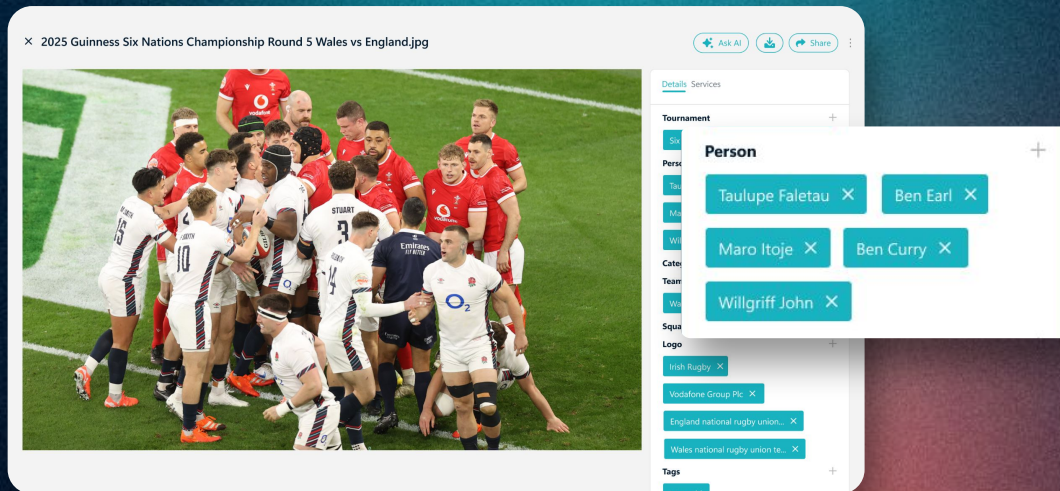 2025 Guinness Six Nations Championship Round 5 Wales vs England.jpg
Ask AI
Share
Details Services
Tournament
Six
Person
Taulupe Faletau
Ben Earl
Maro Itoje
Ben Curry
Willgriff John
Logo
Irish Rugby
Vodafone Group Plc
England national rugby union...
Wales national rugby union te...
Tags
vodafone
vodafone
STUART
3
15
10
14
Emirates
FLY BETTER
O2